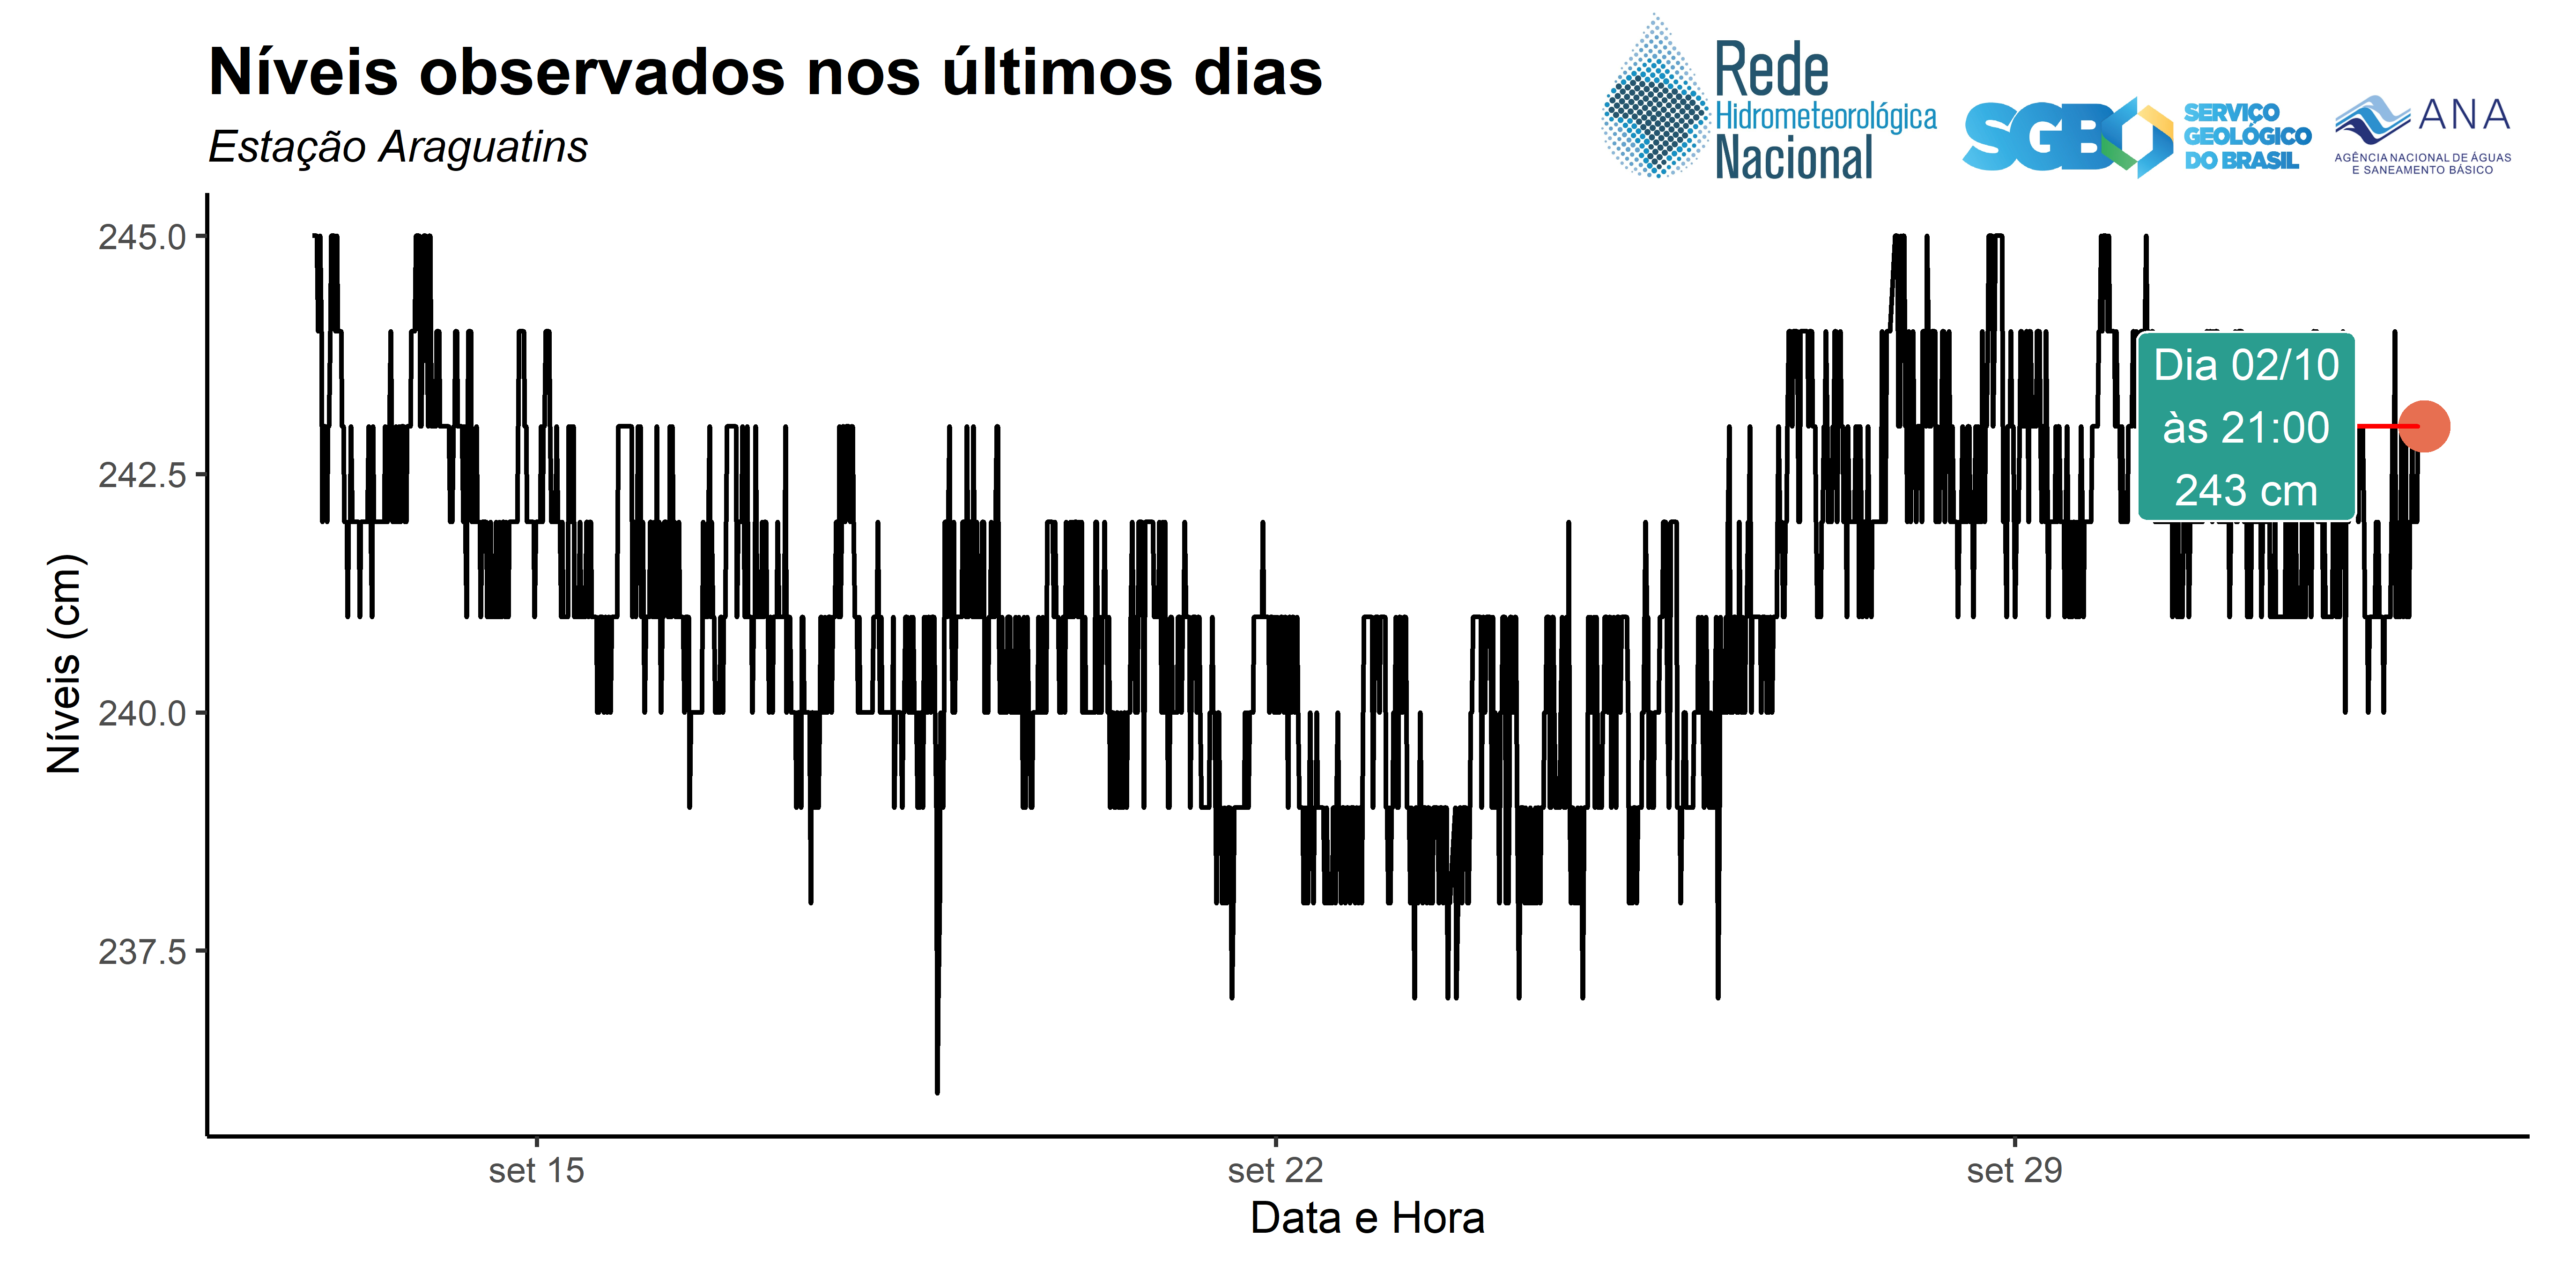 Níveis observados nos últimos dias
Estação Araguatins
Rede
Hidrometeorológica
Nacional
SGB
SERVIÇO
GEOLÓGICO
DO BRASIL
ANA
AGÊNCIA NACIONAL DE ÁGUAS
E SANEAMENTO BÁSICO
245.0
242.5
240.0
237.5
Níveis (cm)
Dia 02/10
às 21:00
243 cm
set 15
set 22
set 29
Data e Hora